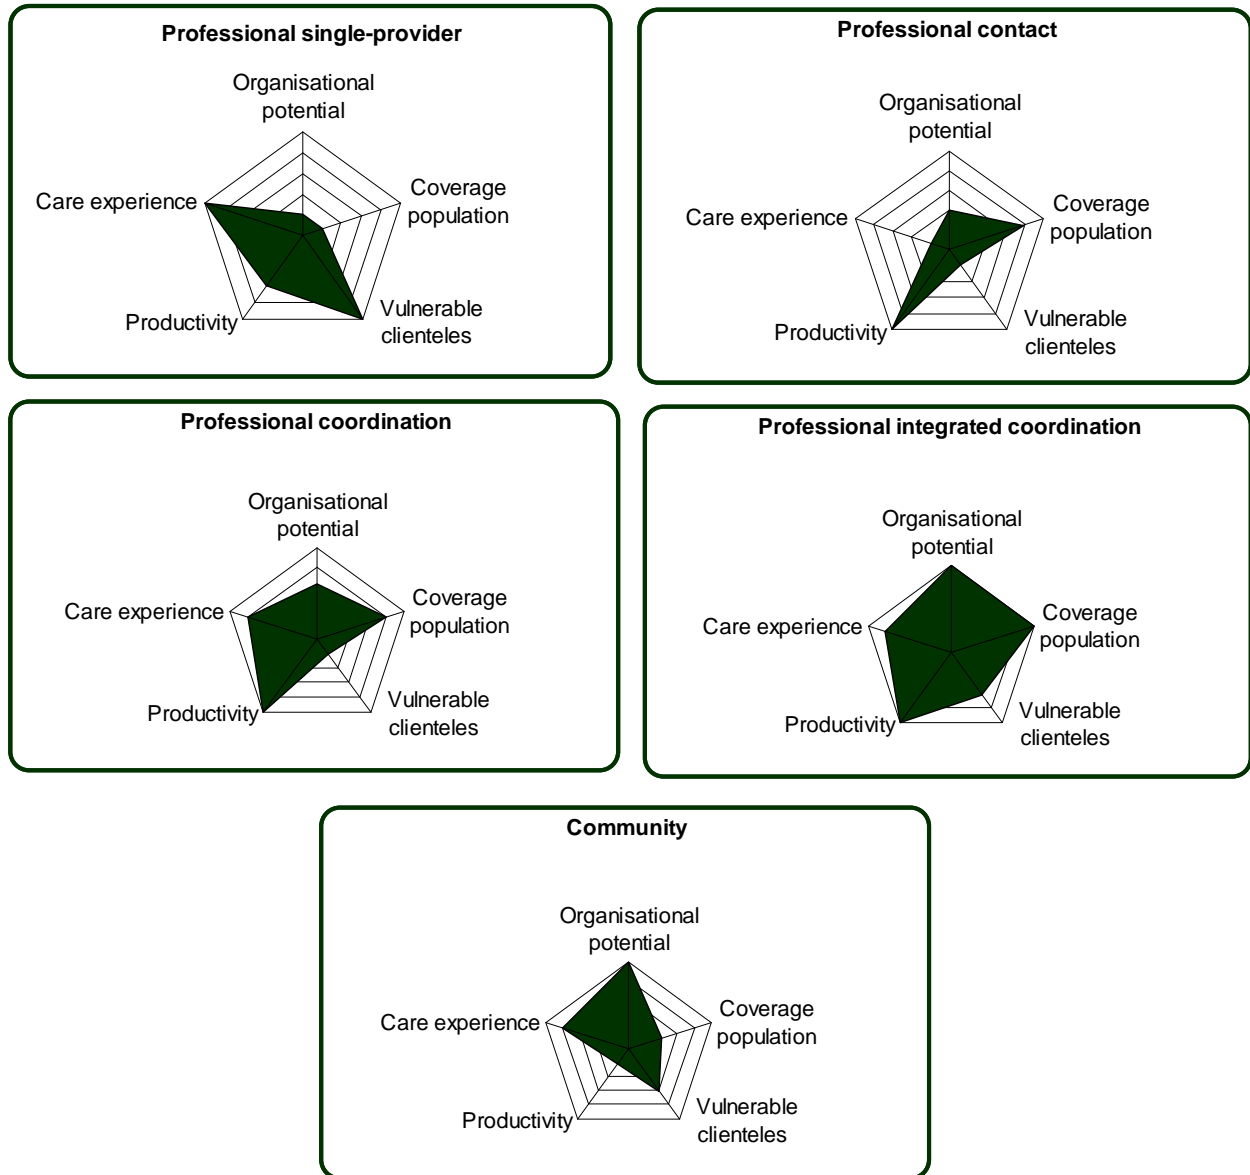 Professional single-provider
Organisational
potential
Care experience
Coverage
population
Productivity
Vulnerable
clienteles
Professional contact
Organisational
potential
Care experience
Coverage
population
Productivity
Vulnerable
clienteles
Professional coordination
Organisational
potential
Care experience
Coverage
population
Productivity
Vulnerable
clienteles
Professional integrated coordination
Organisational
potential
Care experience
Coverage
population
Productivity
Vulnerable
clienteles
Community
Organisational
potential
Care experience
Coverage
population
Productivity
Vulnerable
clienteles